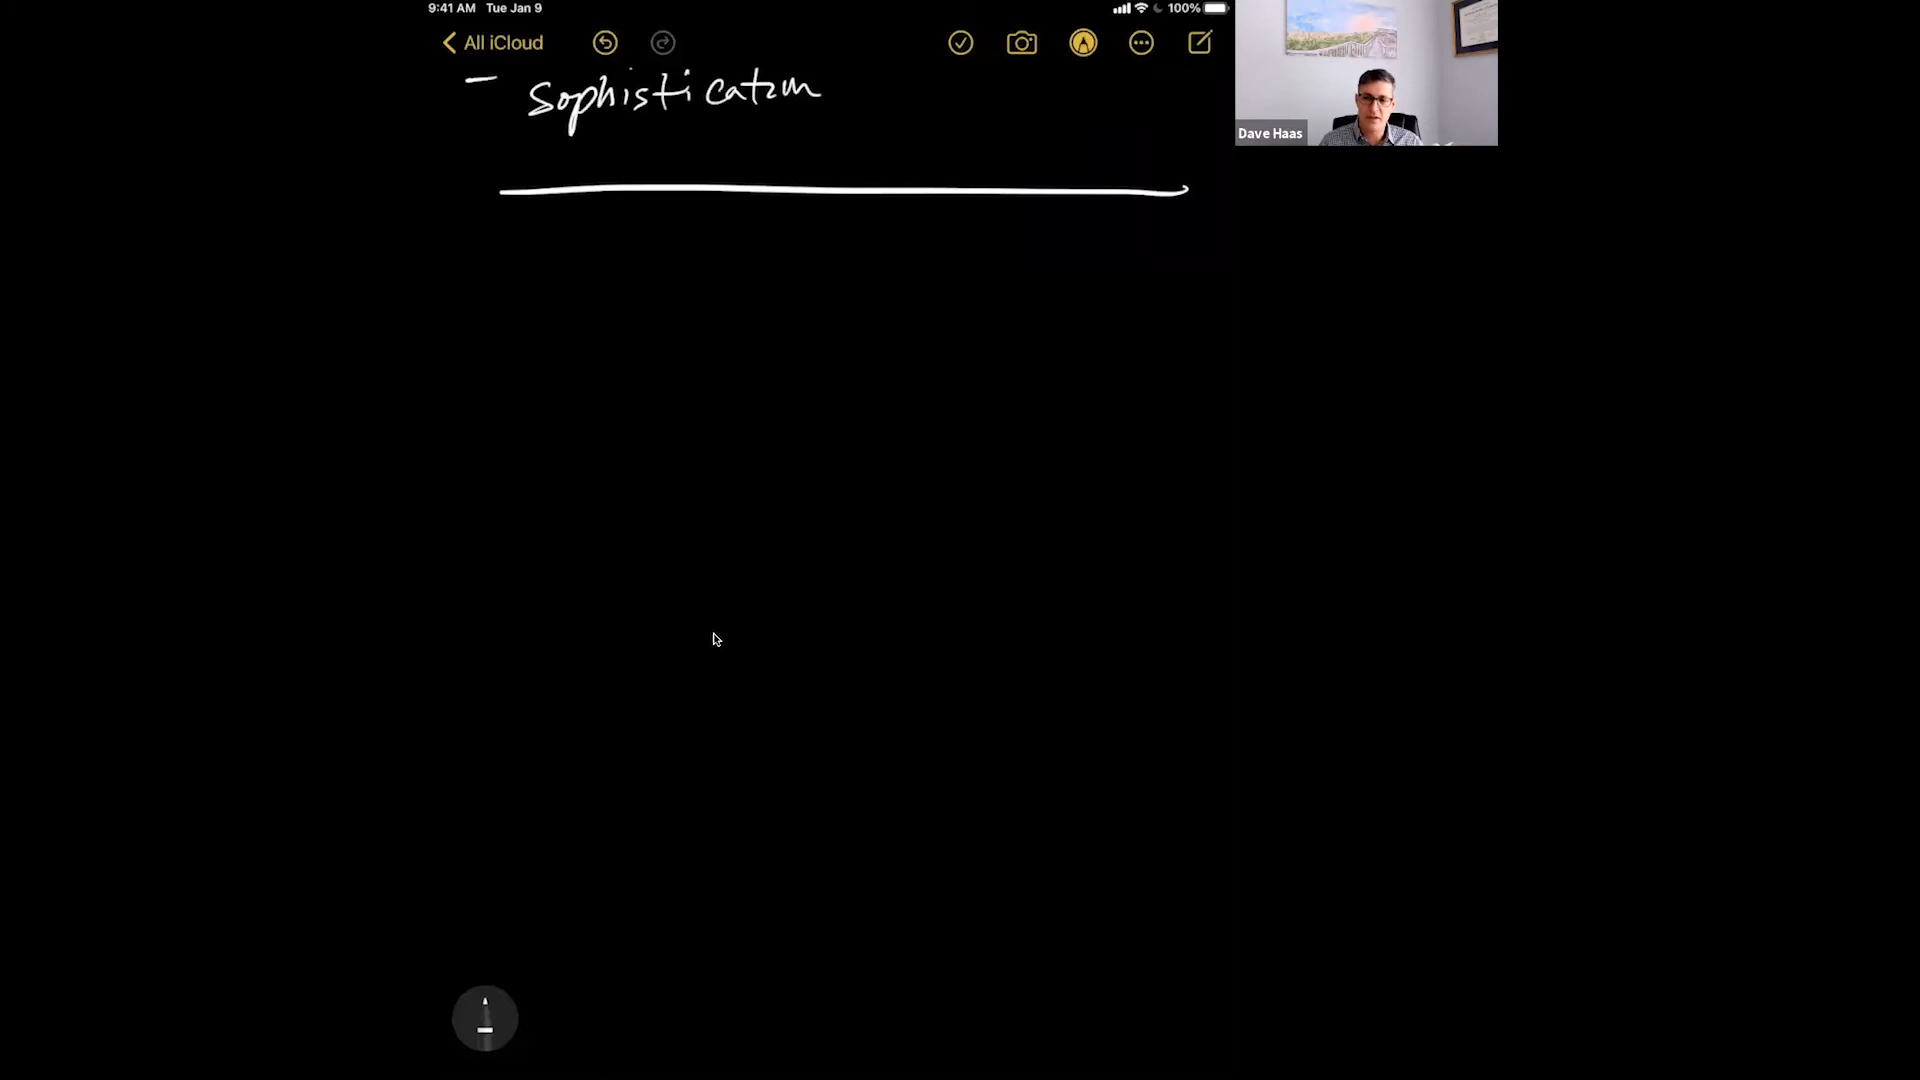 9:41 AM Tue Jan 9
100%
All iCloud
- Sophistication
Dave Haas